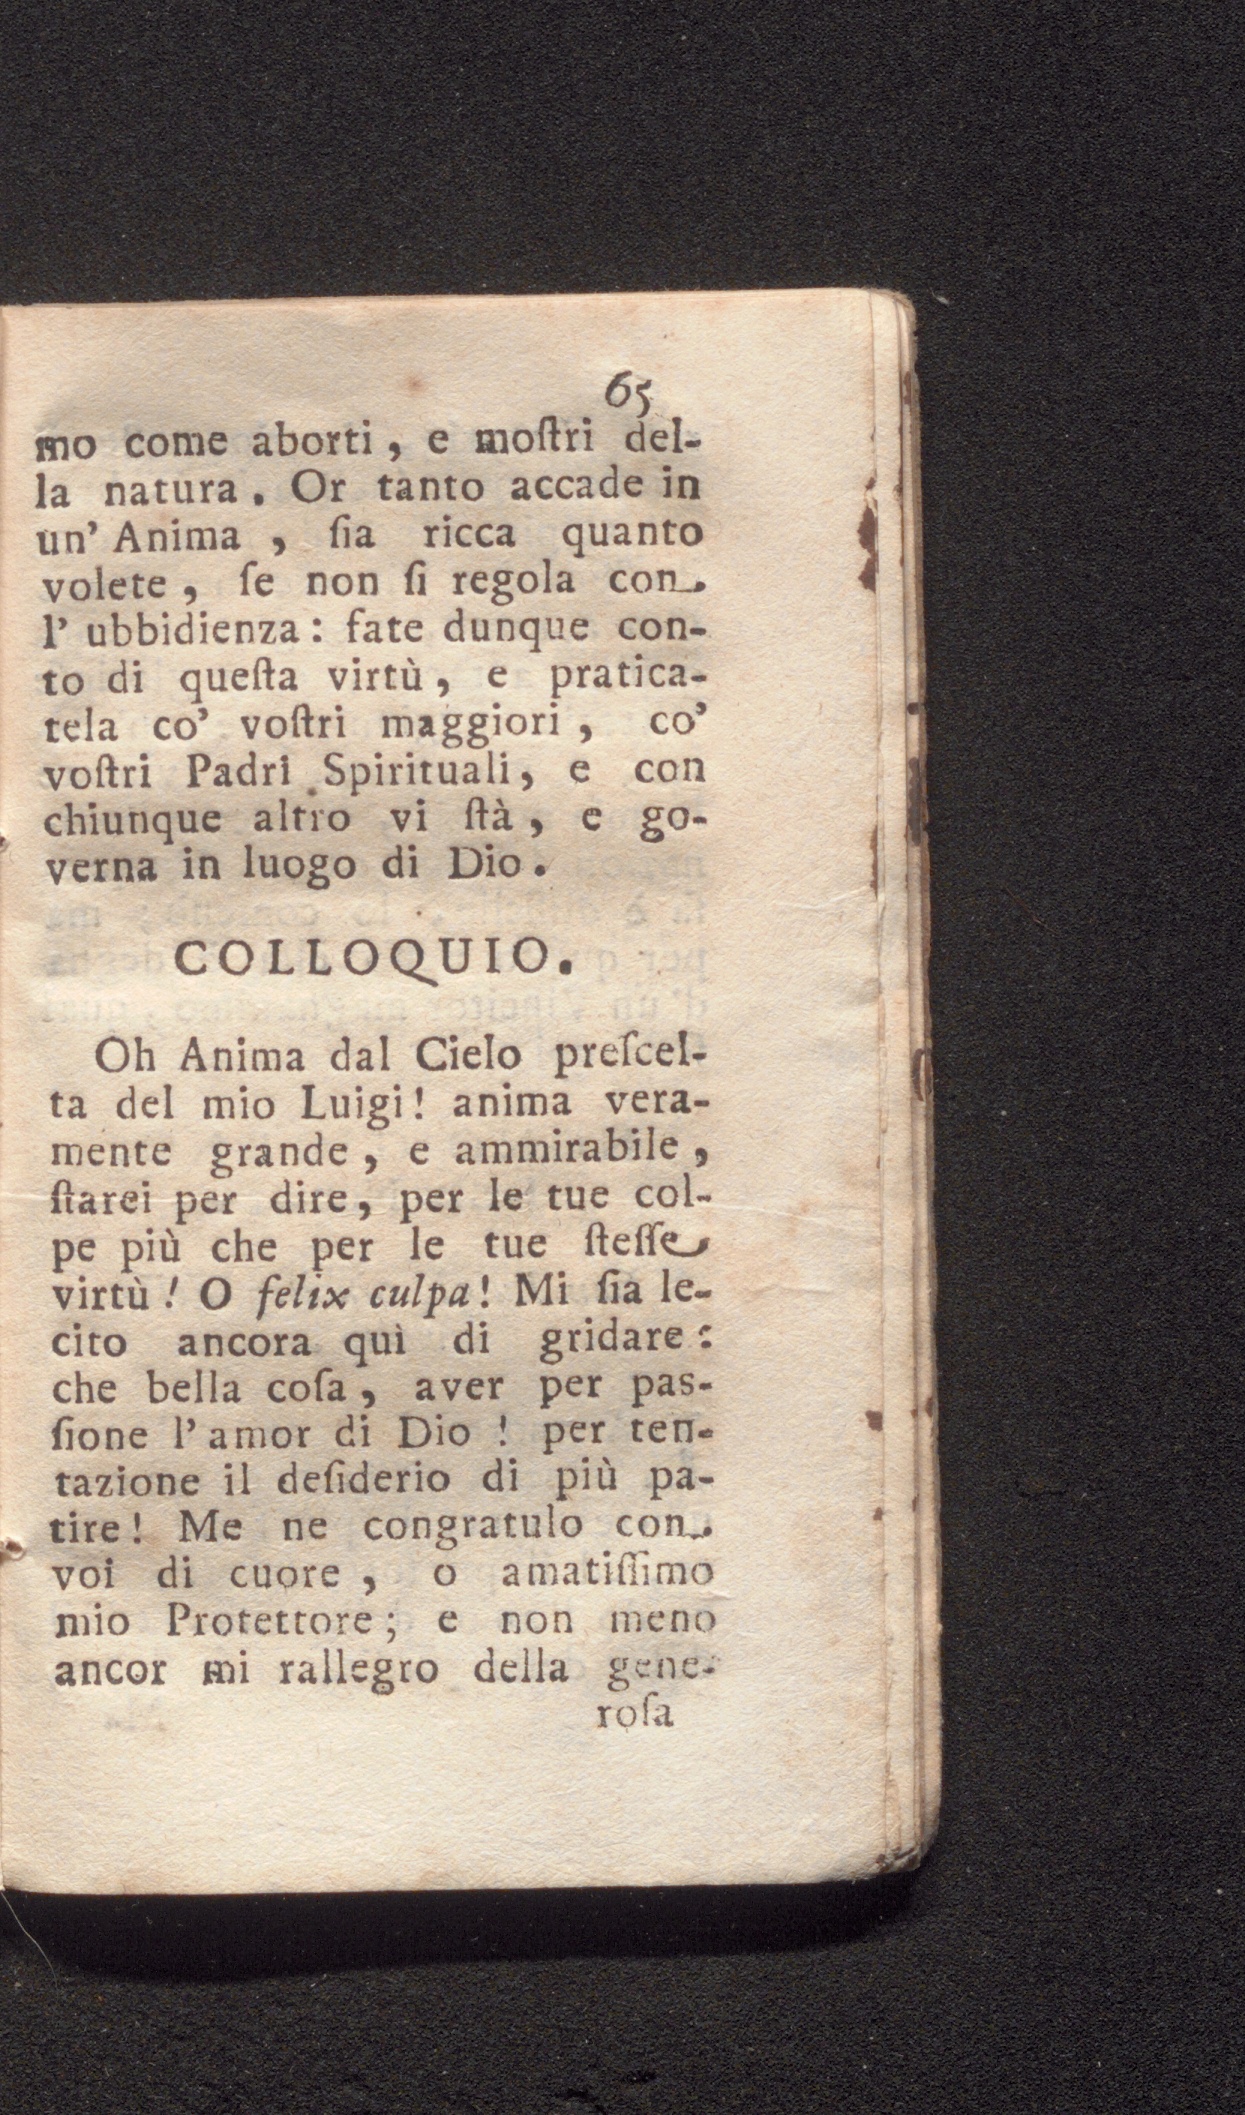 65
mo come aborti, e moſtri del-
la natura. Or tanto accade in
un' Anima, ſia ricca quanto
volete, ſe non ſi regola con
l' ubbidienza: fate dunque con-
to di queſta virtù, e pratica-
tela co' voſtri maggiori, co'
voſtri Padri Spirituali, e con
chiunque altro vi ſtà, e go-
verna in luogo di Dio.
COLLOQUIO.
Oh Anima dal Cielo preſcel-
ta del mio Luigi! anima vera-
mente grande, e ammirabile,
ſtarei per dire, per le tue col-
pe più che per le tue ſteſſe
virtù! O felix culpa! Mi ſia le-
cito ancora quì di gridare:
che bella coſa, aver per pas-
ſione l'amor di Dio! per ten-
tazione il deſiderio di più pa-
tire! Me ne congratulo con
voi di cuore, o amatiſſimo
mio Protettore; e non meno
ancor mi rallegro della gene-
roſa